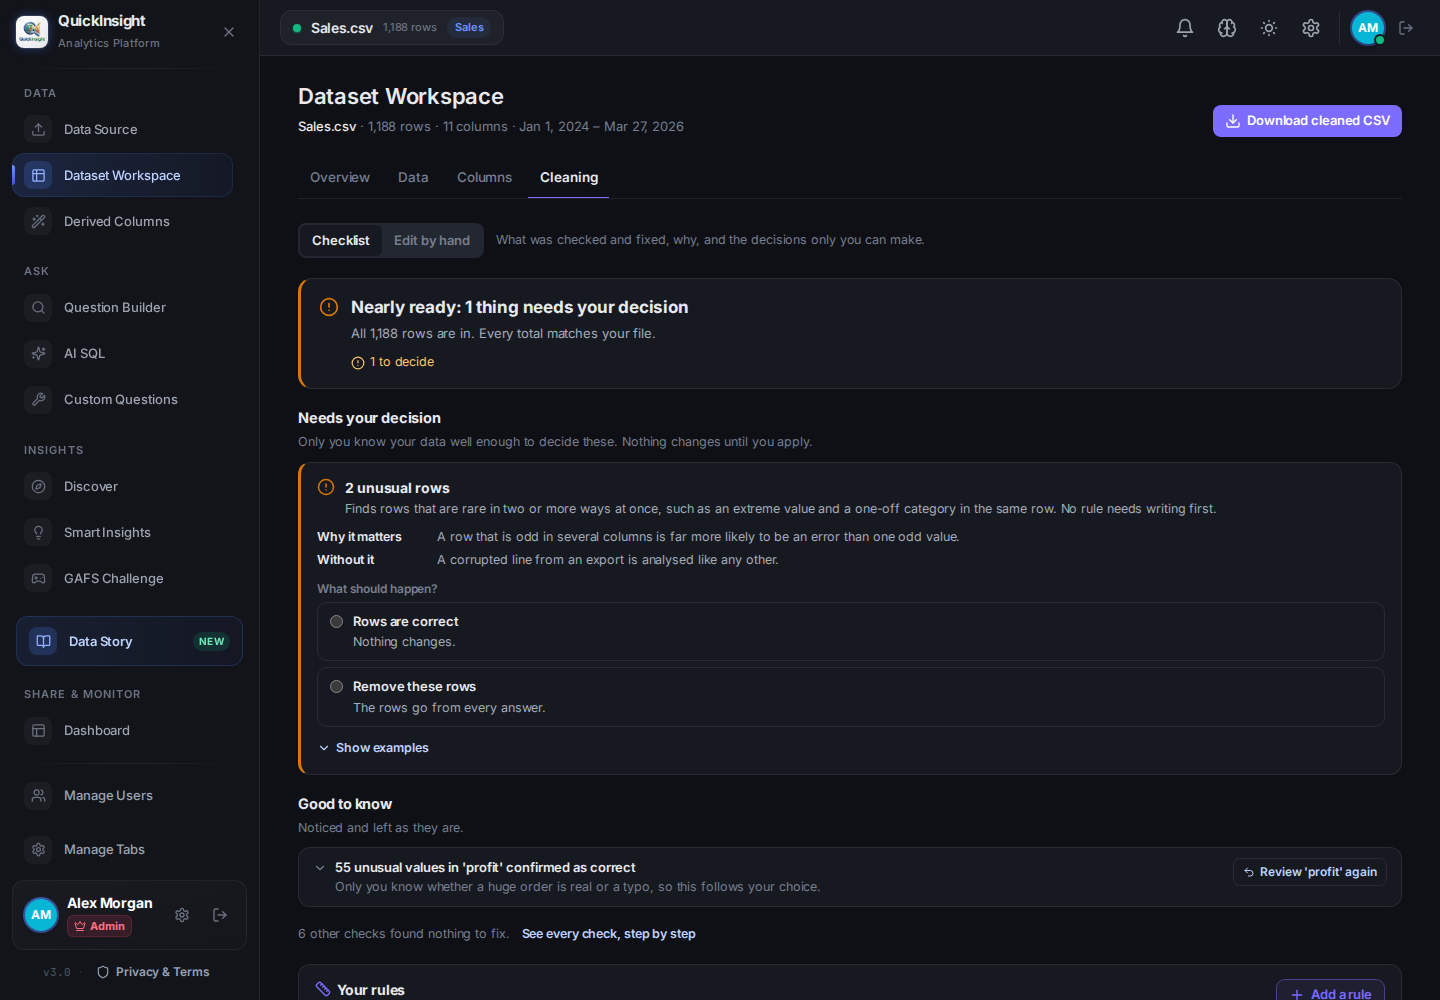 QuickInsight
Analytics Platform
DATA
Data Source
Dataset Workspace
Derived Columns
ASK
Question Builder
AI SQL
Custom Questions
INSIGHTS
Discover
Smart Insights
GAFS Challenge
Data Story NEW
SHARE & MONITOR
Dashboard
Manage Users
Manage Tabs
AM Alex Morgan
Admin
v3.0 · Privacy & Terms
Sales.csv 1,188 rows Sales
AM
Dataset Workspace
Sales.csv · 1,188 rows · 11 columns · Jan 1, 2024 – Mar 27, 2026
Download cleaned CSV
Overview Data Columns Cleaning
Checklist Edit by hand What was checked and fixed, why, and the decisions only you can make.
Nearly ready: 1 thing needs your decision
All 1,188 rows are in. Every total matches your file.
1 to decide
Needs your decision
Only you know your data well enough to decide these. Nothing changes until you apply.
2 unusual rows
Finds rows that are rare in two or more ways at once, such as an extreme value and a one-off category in the same row. No rule needs writing first.
Why it matters A row that is odd in several columns is far more likely to be an error than one odd value.
Without it A corrupted line from an export is analysed like any other.
What should happen?
Rows are correct
Nothing changes.
Remove these rows
The rows go from every answer.
Show examples
Good to know
Noticed and left as they are.
55 unusual values in 'profit' confirmed as correct
Only you know whether a huge order is real or a typo, so this follows your choice.
Review 'profit' again
6 other checks found nothing to fix. See every check, step by step
Your rules
Add a rule